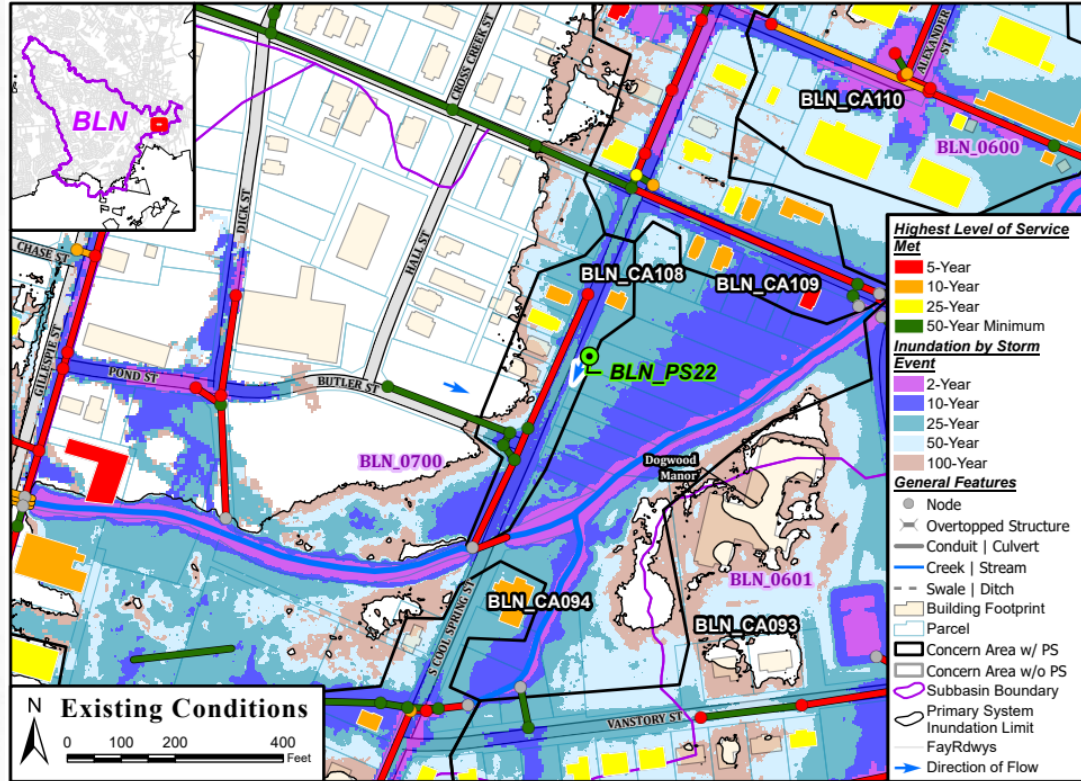 BLN
CROSS CREEK ST
ALEXANDER
ST
BLN_CA110
BLN_0600
DICK ST
HALL ST
CHASE ST
GILLESPIE ST
BLN_CA108
BLN_CA109
BLN_PS22
POND ST
BUTLER ST
BLN_0700
Dogwood
Manor
BLN_0601
BLN_CA094
BLN_CA093
S COOL SPRING ST
VANSTORY ST
Highest Level of Service
Met
5-Year
10-Year
25-Year
50-Year Minimum
Inundation by Storm
Event
2-Year
10-Year
25-Year
50-Year
100-Year
General Features
Node
Overtopped Structure
Conduit | Culvert
Creek | Stream
Swale | Ditch
Building Footprint
Parcel
Concern Area w/ PS
Concern Area w/o PS
Subbasin Boundary
Primary System
Inundation Limit
FayRdwys
Direction of Flow
N
Existing Conditions
0 100 200 400
Feet